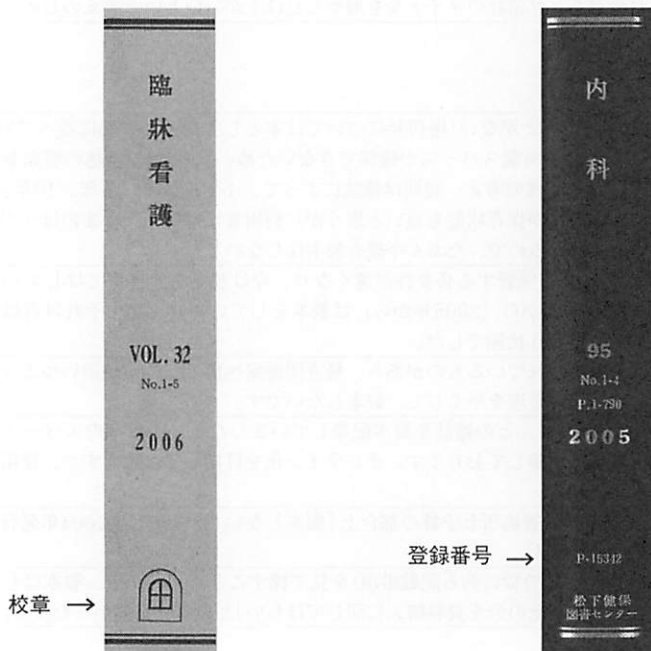 臨牀看護
VOL. 32
No.1-5
2006
校章 →
内科
95
No.1-4
P.1-790
2005
登録番号 →
P-15342
松下健保
図書センター